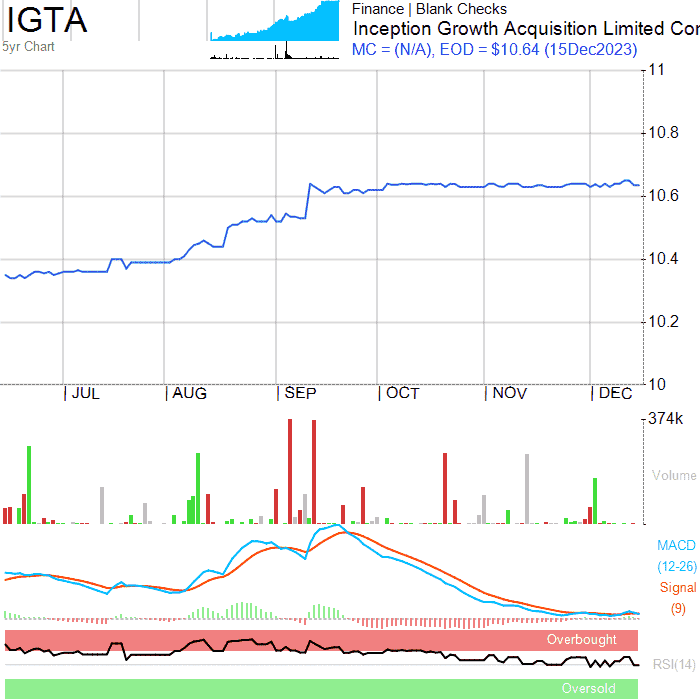 IGTA
5yr Chart
Finance | Blank Checks
Inception Growth Acquisition Limited Cor
MC = (N/A), EOD = $10.64 (15Dec2023)
11
10.8
10.6
10.4
10.2
10
JUL
AUG
SEP
OCT
NOV
DEC
374k
Volume
MACD
(12-26)
Signal
(9)
Overbought
RSI(14)
Oversold